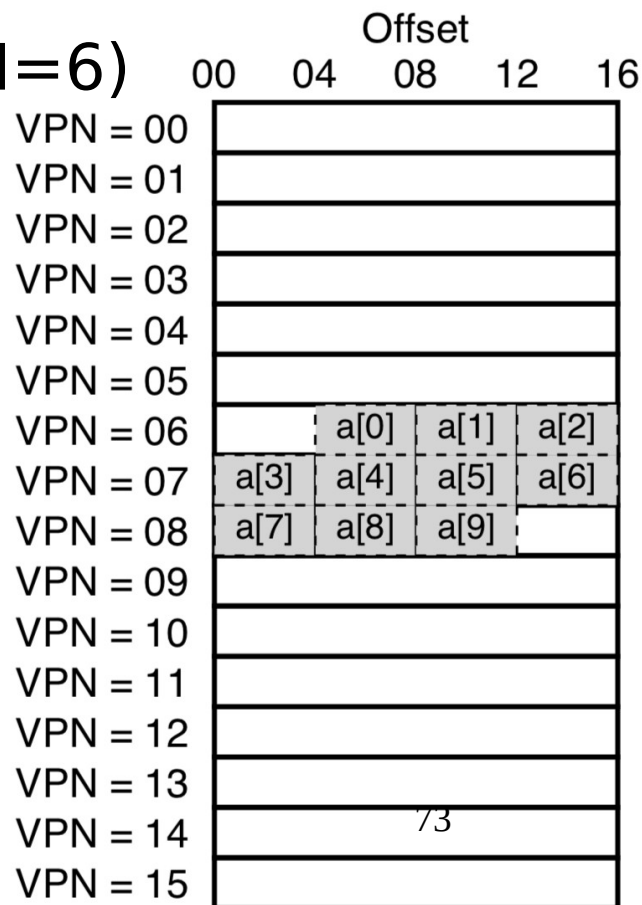 Offset
=6)
00 04 08 12 16
VPN = 00
VPN = 01
VPN = 02
VPN = 03
VPN = 04
VPN = 05
VPN = 06 a[0] a[1] a[2]
VPN = 07 a[3] a[4] a[5] a[6]
VPN = 08 a[7] a[8] a[9]
VPN = 09
VPN = 10
VPN = 11
VPN = 12
VPN = 13
73
VPN = 14
VPN = 15